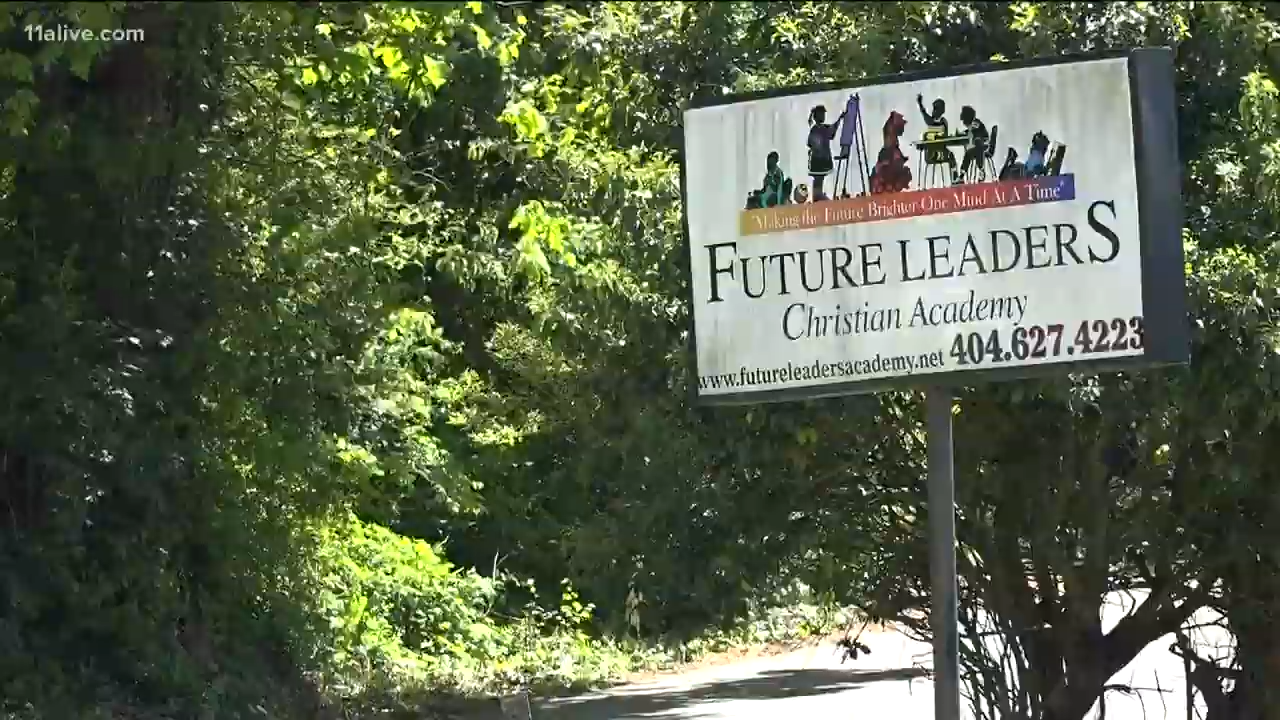 11alive.com
"Making the Future Brighter One Mind At A Time"
FUTURE LEADERS
Christian Academy
www.futureleadersacademy.net 404.627.4223